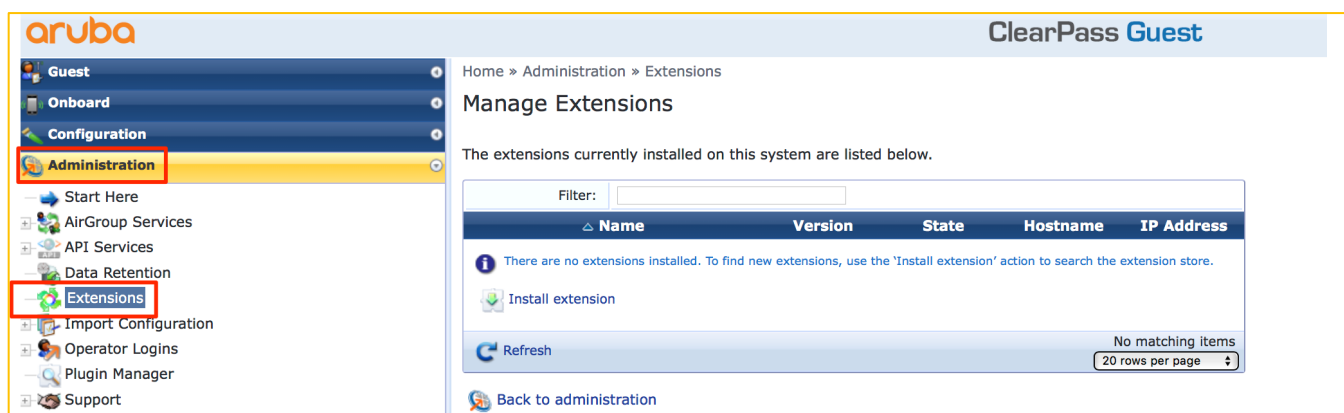 aruba
ClearPass Guest
Guest
Onboard
Configuration
Administration
Start Here
AirGroup Services
API Services
Data Retention
Extensions
Import Configuration
Operator Logins
Plugin Manager
Support
Home » Administration » Extensions
Manage Extensions
The extensions currently installed on this system are listed below.
Filter:
Name Version State Hostname IP Address
There are no extensions installed. To find new extensions, use the ‘Install extension’ action to search the extension store.
Install extension
Refresh
No matching items
20 rows per page
Back to administration